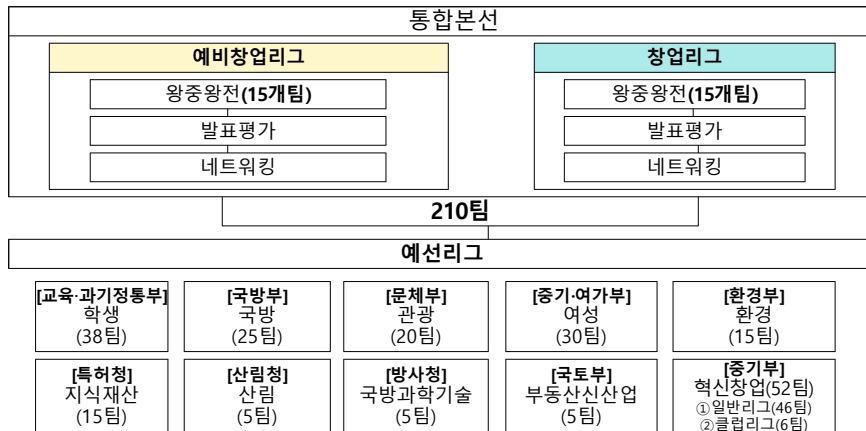 통합본선
예비창업리그
왕중왕전(15개팀)
발표평가
네트워킹
창업리그
왕중왕전(15개팀)
발표평가
네트워킹
210팀
예선리그
[교육·과기정통부]
학생
(38팀)
[국방부]
국방
(25팀)
[문체부]
관광
(20팀)
[중기·여가부]
여성
(30팀)
[환경부]
환경
(15팀)
[특허청]
지식재산
(15팀)
[산림청]
산림
(5팀)
[방사청]
국방과학기술
(5팀)
[국토부]
부동산신산업
(5팀)
[중기부]
혁신창업(52팀)
①일반리그(46팀)
②클럽리그(6팀)